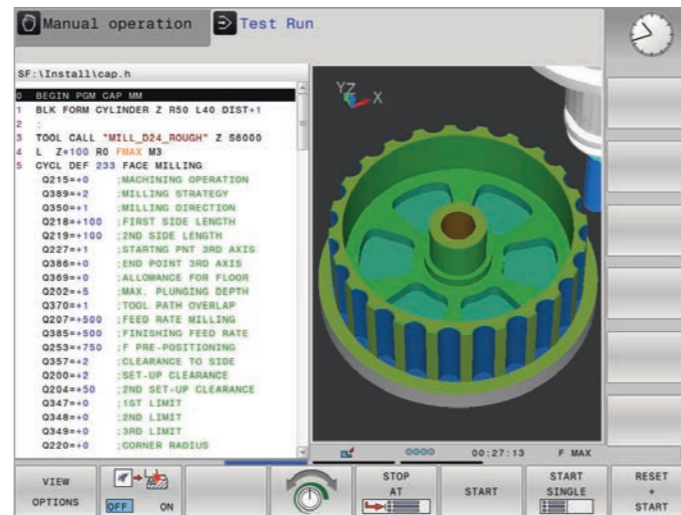 Manual operation
Test Run
SF:\Install\cap.h
0 BEGIN PGM CAP MM
1 BLK FORM CYLINDER Z R50 L40 DIST+1
2 ;
3 TOOL CALL "MILL_D24_ROUGH" Z S6000
4 L Z+100 R0 FMAX M3
5 CYCL DEF 233 FACE MILLING
Q215=+0 ;MACHINING OPERATION
Q389=+2 ;MILLING STRATEGY
Q350=+1 ;MILLING DIRECTION
Q218=+100 ;FIRST SIDE LENGTH
Q219=+100 ;2ND SIDE LENGTH
Q227=+1 ;STARTNG PNT 3RD AXIS
Q386=+0 ;END POINT 3RD AXIS
Q369=+0 ;ALLOWANCE FOR FLOOR
Q202=+5 ;MAX. PLUNGING DEPTH
Q370=+1 ;TOOL PATH OVERLAP
Q207=+500 ;FEED RATE MILLING
Q385=+500 ;FINISHING FEED RATE
Q253=+750 ;F PRE-POSITIONING
Q357=+2 ;CLEARANCE TO SIDE
Q200=+2 ;SET-UP CLEARANCE
Q204=+50 ;2ND SET-UP CLEARANCE
Q347=+0 ;1ST LIMIT
Q348=+0 ;2ND LIMIT
Q349=+0 ;3RD LIMIT
Q220=+0 ;CORNER RADIUS
YZ X
00:27:13 F MAX
VIEW
OPTIONS
OFF ON
STOP
AT
START
START
SINGLE
RESET
+
START